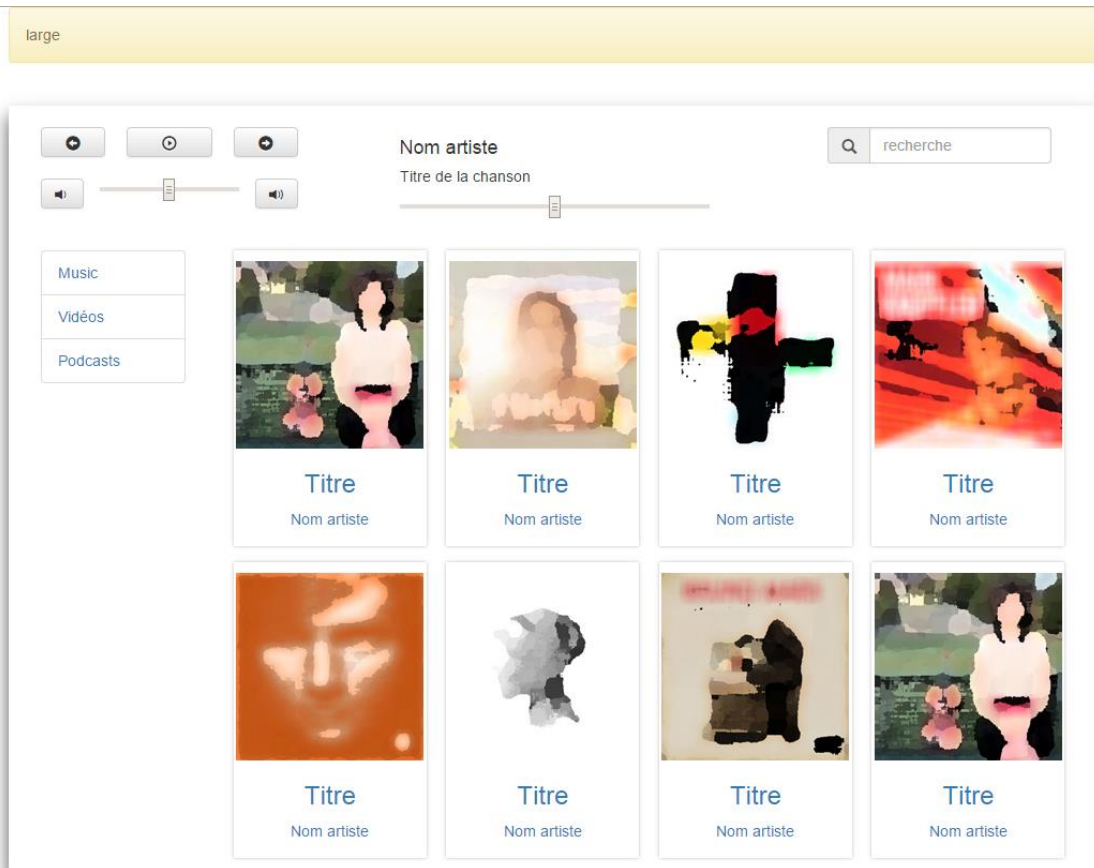 large
Nom artiste
Titre de la chanson
recherche
Music
Vidéos
Podcasts
Titre
Nom artiste
Titre
Nom artiste
Titre
Nom artiste
Titre
Nom artiste
Titre
Nom artiste
Titre
Nom artiste
Titre
Nom artiste
Titre
Nom artiste